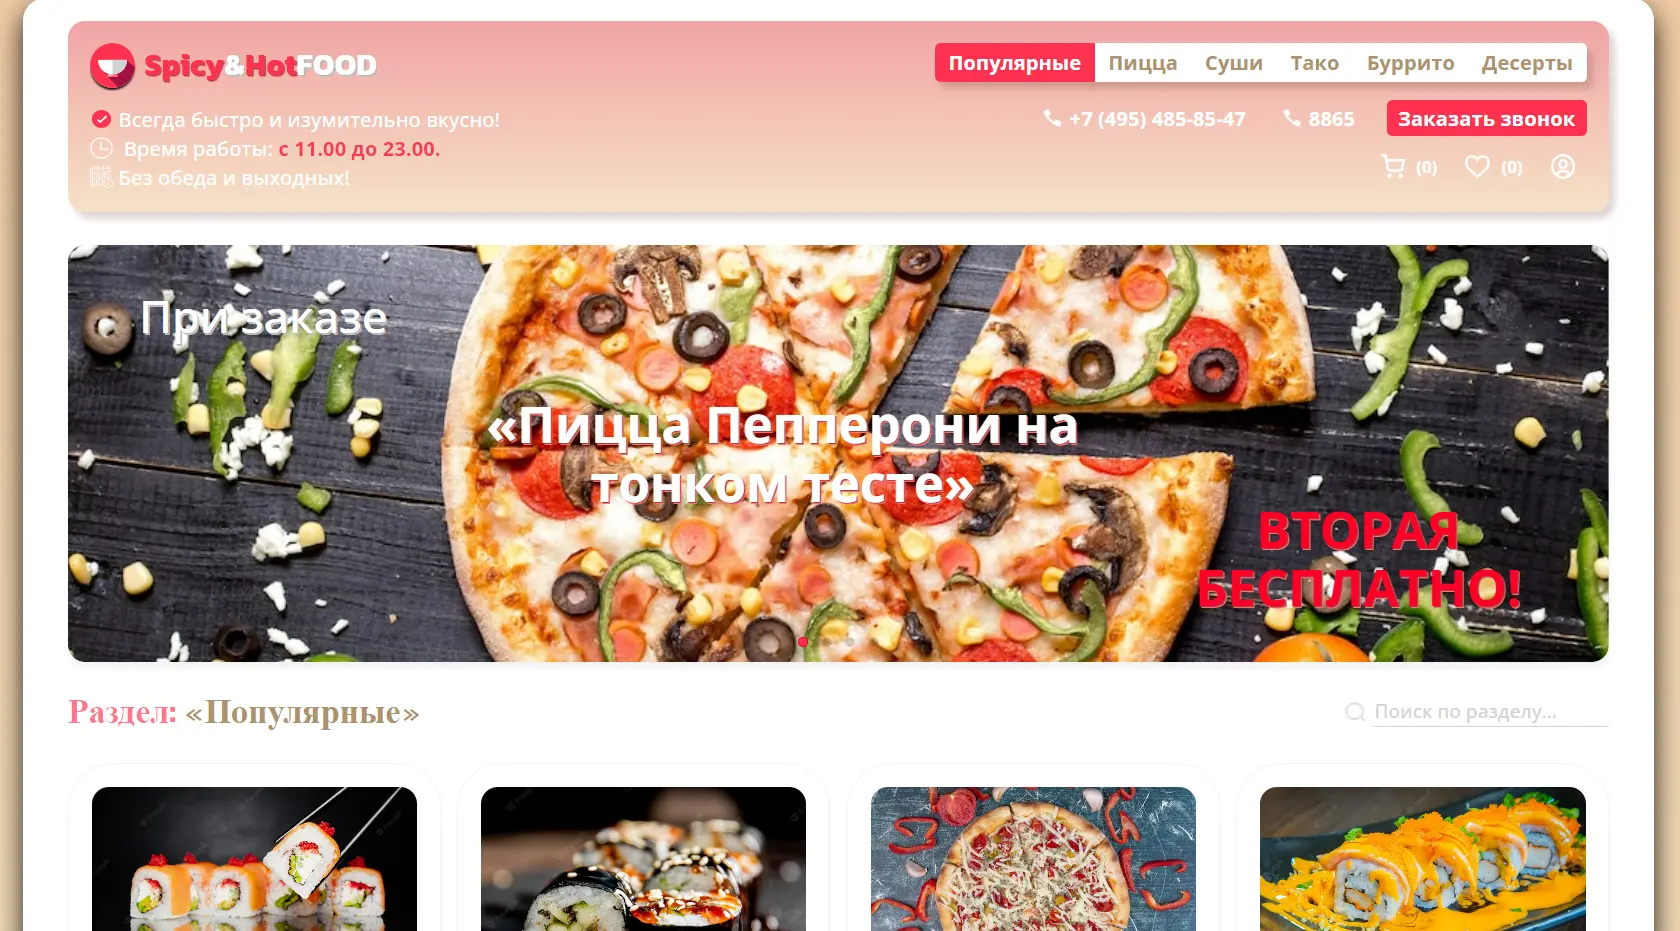 Spicy&HotFOOD
Популярные Пицца Суши Тако Буррито Десерты
Всегда быстро и изумительно вкусно!
Время работы: с 11.00 до 23.00.
Без обеда и выходных!
+7 (495) 485-85-47 8865 Заказать звонок
(0) (0)
При заказе
«Пицца Пепперони на
тонком тесте»
ВТОРАЯ
БЕСПЛАТНО!
Раздел: «Популярные»
Поиск по разделу...